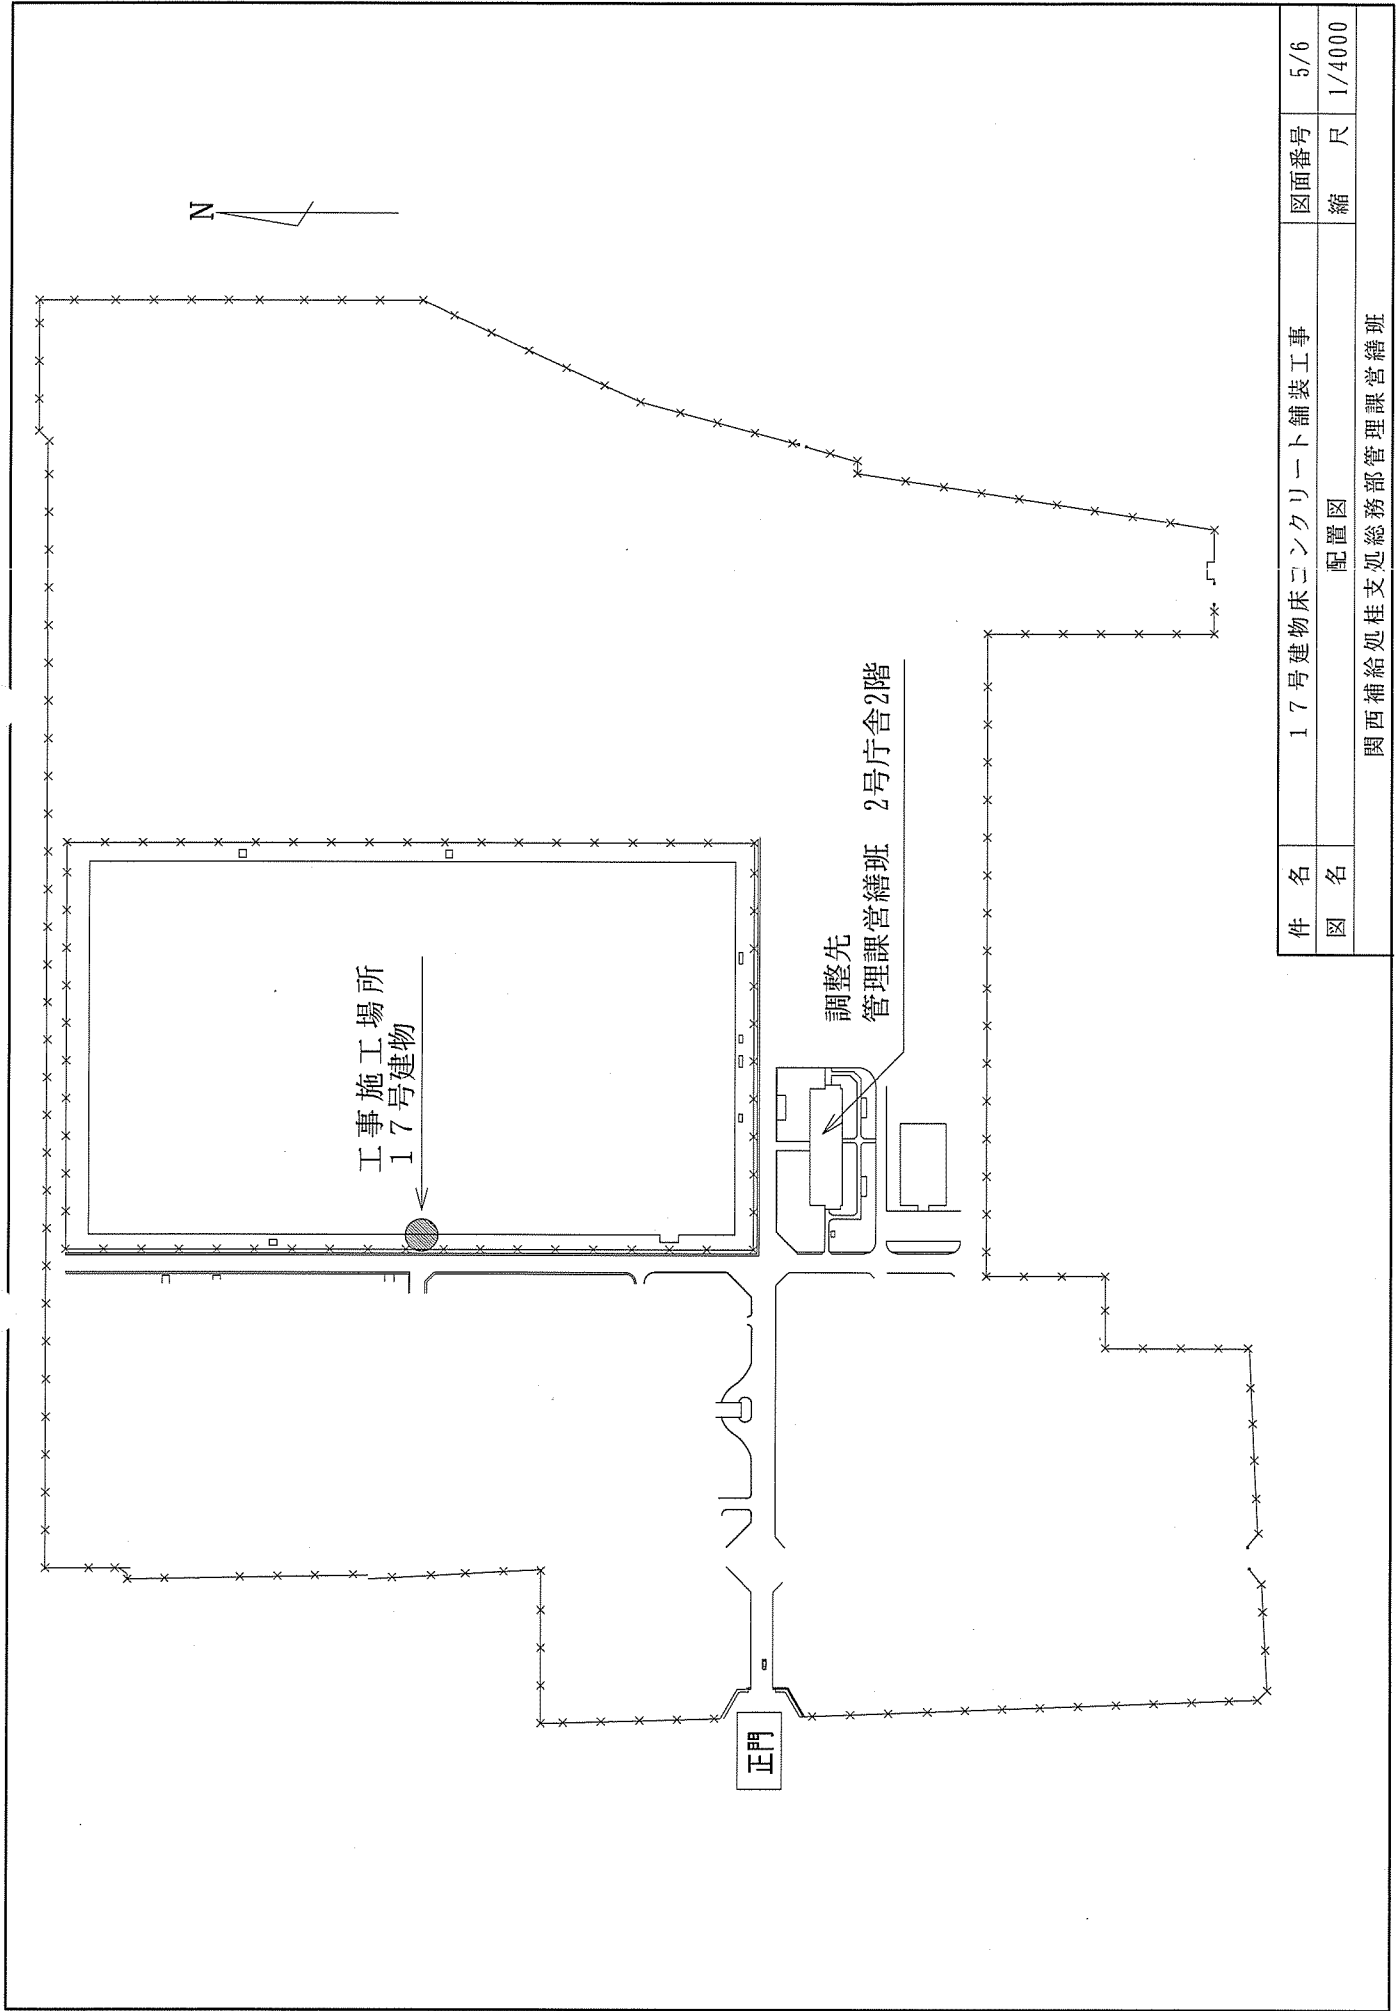 N
工事施工場所
１７号建物
調整先
管理課営繕班　2号庁舎2階
正門
件　名　１７号建物床コンクリート舗装工事　図面番号　5/6
図　名　配置図　縮　尺　1/4000
関西補給処桂支処総務部管理課営繕班